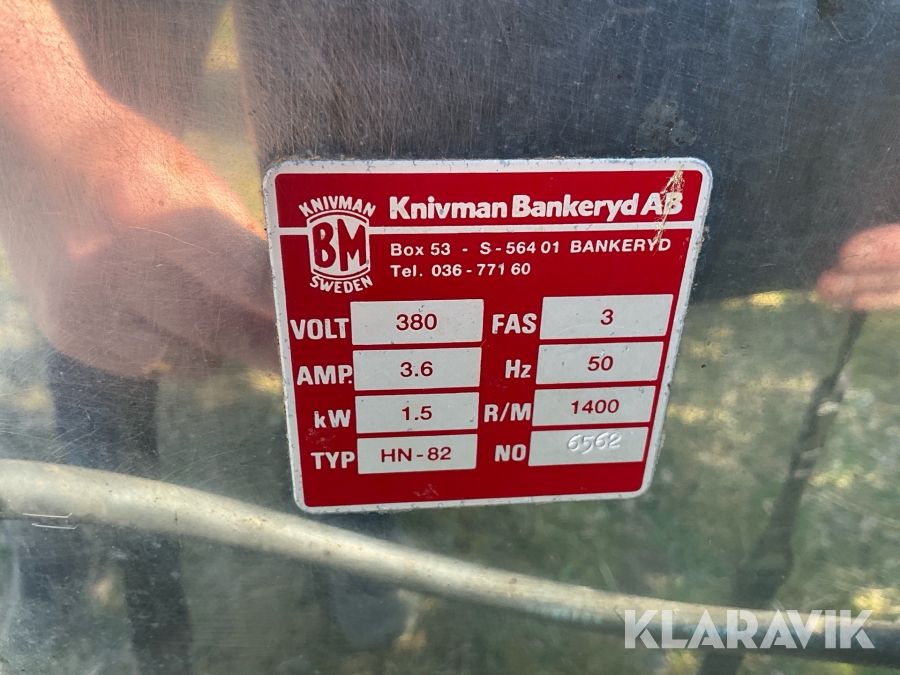 KNIVMAN
BM
SWEDEN
Knivman Bankeryd AB
Box 53 - S-564 01 BANKERYD
Tel. 036-771 60
VOLT 380 FAS 3
AMP. 3.6 Hz 50
kW 1.5 R/M 1400
TYP HN-82 NO 6562
KLARAVIK